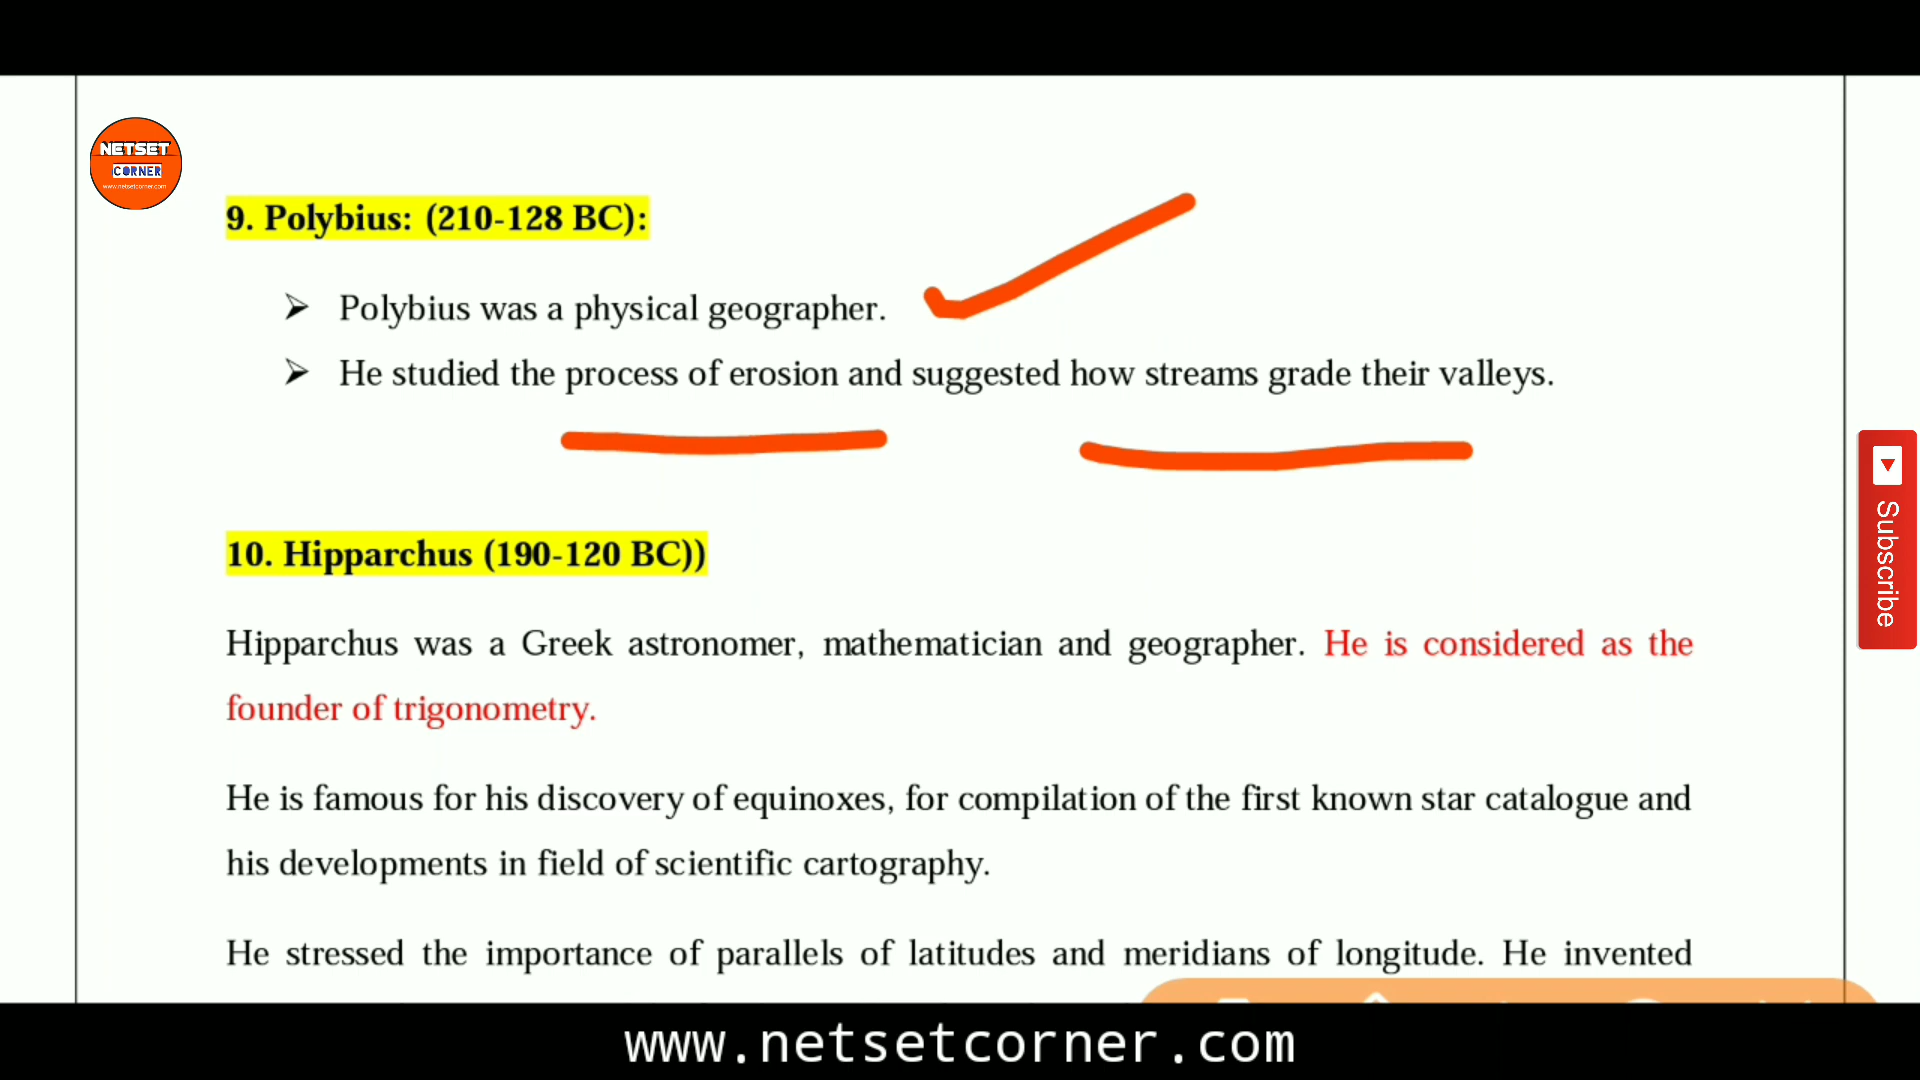 NETSET
CORNER
www.netsetcorner.com
9. Polybius: (210-128 BC):
➤ Polybius was a physical geographer.
➤ He studied the process of erosion and suggested how streams grade their valleys.
10. Hipparchus (190-120 BC))
Hipparchus was a Greek astronomer, mathematician and geographer. He is considered as the
founder of trigonometry.
He is famous for his discovery of equinoxes, for compilation of the first known star catalogue and
his developments in field of scientific cartography.
He stressed the importance of parallels of latitudes and meridians of longitude. He invented
Subscribe
www.netsetcorner.com